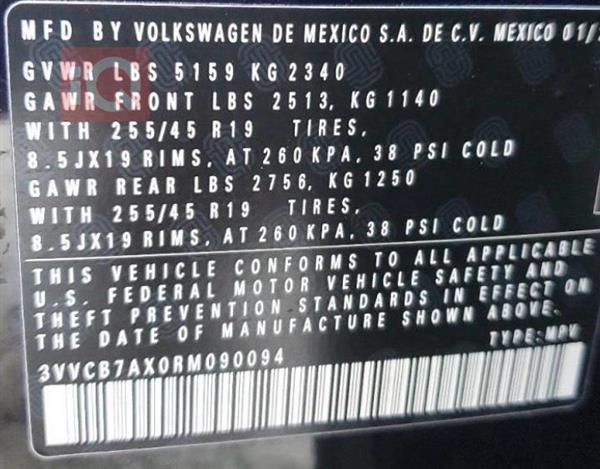 MFD BY VOLKSWAGEN DE MEXICO S.A. DE C.V. MEXICO 01/
GVWR LBS 5159 KG 2340
GAWR FRONT LBS 2513, KG 1140
WITH 255/45 R19 TIRES,
8.5JX19 RIMS, AT 260 KPA, 38 PSI COLD
GAWR REAR LBS 2756, KG 1250
WITH 255/45 R19 TIRES,
8.5JX19 RIMS, AT 260 KPA, 38 PSI COLD
THIS VEHICLE CONFORMS TO ALL APPLICABLE
U.S. FEDERAL MOTOR VEHICLE SAFETY AND
THEFT PREVENTION STANDARDS IN EFFECT ON
THE DATE OF MANUFACTURE SHOWN ABOVE.
TYPE:MPV
3VVCB7AX0RM090094